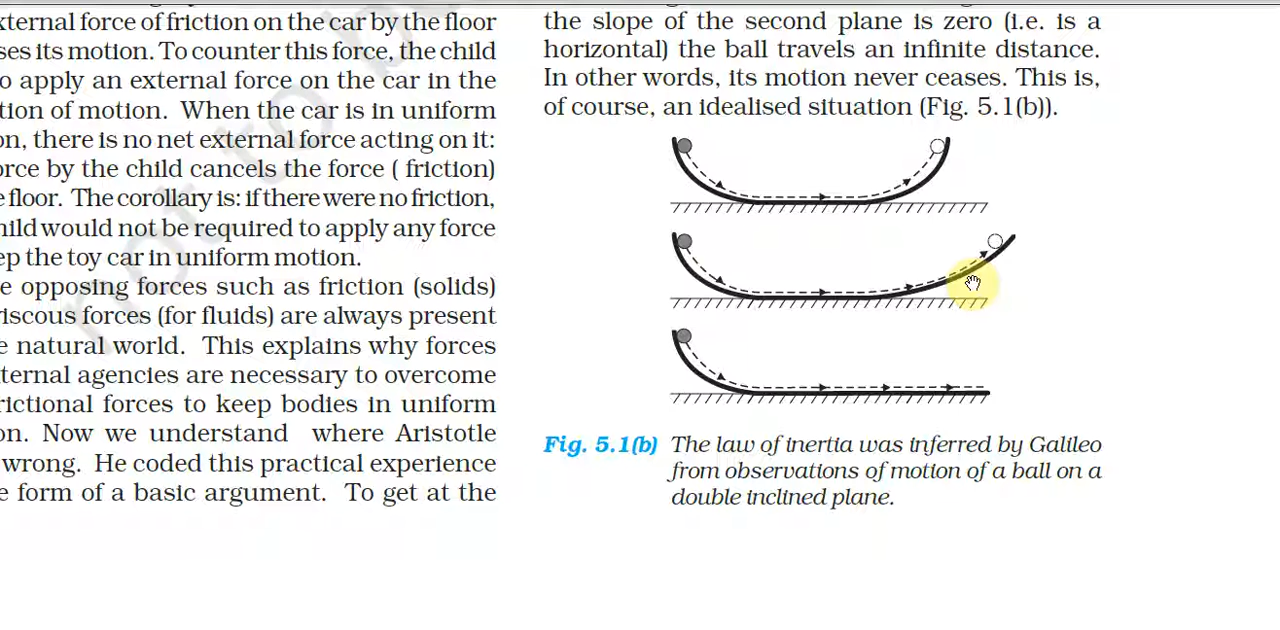 xternal force of friction on the car by the floor
ses its motion. To counter this force, the child
o apply an external force on the car in the
tion of motion. When the car is in uniform
on, there is no net external force acting on it:
orce by the child cancels the force ( friction)
e floor. The corollary is: if there were no friction,
hild would not be required to apply any force
ep the toy car in uniform motion.
e opposing forces such as friction (solids)
viscous forces (for fluids) are always present
e natural world. This explains why forces
ternal agencies are necessary to overcome
rictional forces to keep bodies in uniform
on. Now we understand where Aristotle
wrong. He coded this practical experience
e form of a basic argument. To get at the
the slope of the second plane is zero (i.e. is a
horizontal) the ball travels an infinite distance.
In other words, its motion never ceases. This is,
of course, an idealised situation (Fig. 5.1(b)).
Fig. 5.1(b) The law of inertia was inferred by Galileo
from observations of motion of a ball on a
double inclined plane.
not to b